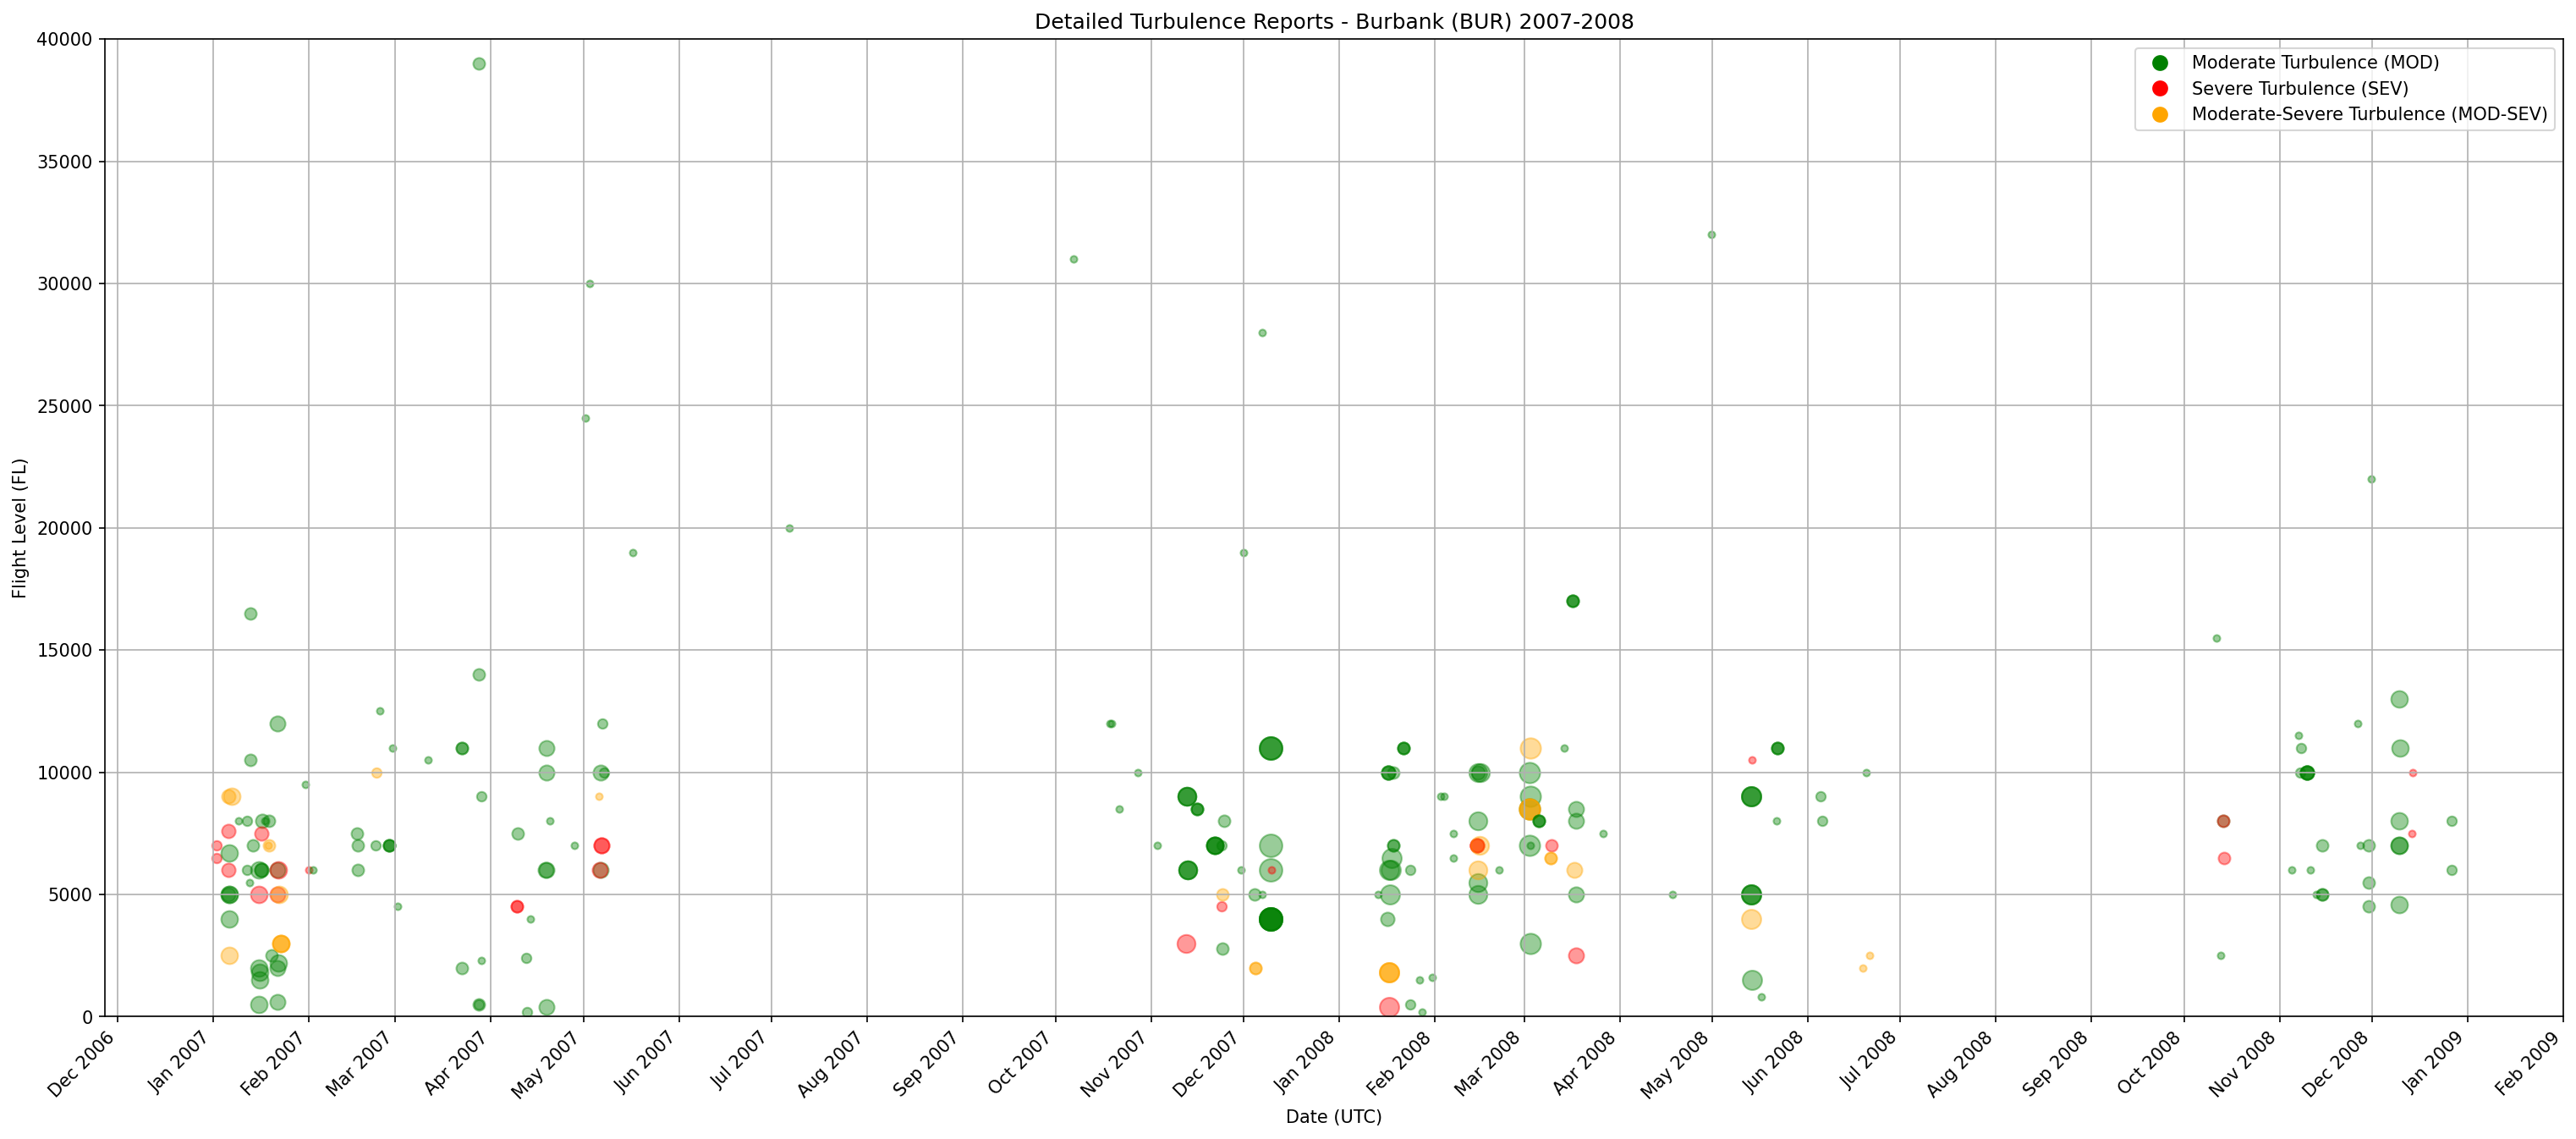 Detailed Turbulence Reports - Burbank (BUR) 2007-2008
Moderate Turbulence (MOD)
Severe Turbulence (SEV)
Moderate-Severe Turbulence (MOD-SEV)
Flight Level (FL)
40000
35000
30000
25000
20000
15000
10000
5000
0
Dec 2006
Jan 2007
Feb 2007
Mar 2007
Apr 2007
May 2007
Jun 2007
Jul 2007
Aug 2007
Sep 2007
Oct 2007
Nov 2007
Dec 2007
Jan 2008
Feb 2008
Mar 2008
Apr 2008
May 2008
Jun 2008
Jul 2008
Aug 2008
Sep 2008
Oct 2008
Nov 2008
Dec 2008
Jan 2009
Feb 2009
Date (UTC)